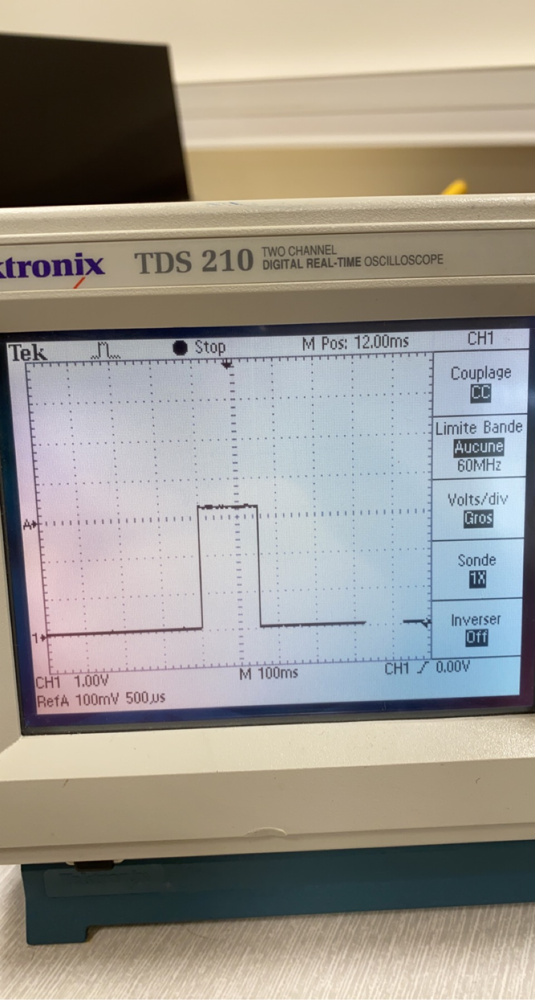 ktronix TDS 210 TWO CHANNEL
DIGITAL REAL-TIME OSCILLOSCOPE
Tek Stop M Pos: 12.00ms CH1
Couplage
CC
Limite Bande
Aucune
60MHz
Volts/div
Gros
A
Sonde
1X
Inverser
Off
1
CH1 1.00V M 100ms CH1 0.00V
RefA 100mV 500µs